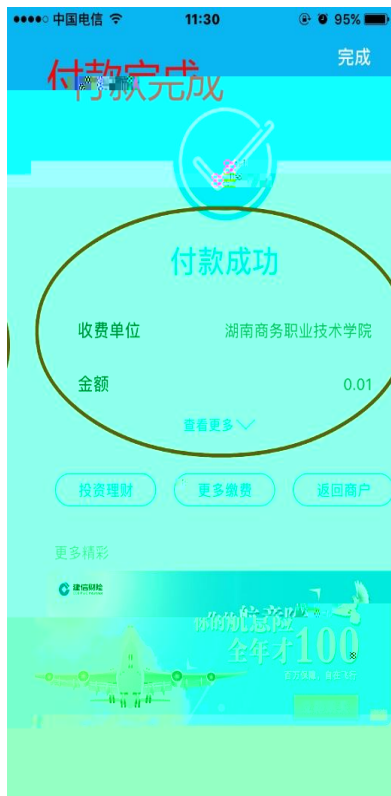 中国电信 11:30 95%
完成
付款完成
付款成功
收费单位 湖南商务职业技术学院
金额 0.01
查看更多
投资理财 更多缴费 返回商户
更多精彩
建信财险
你的航意险
全年才100